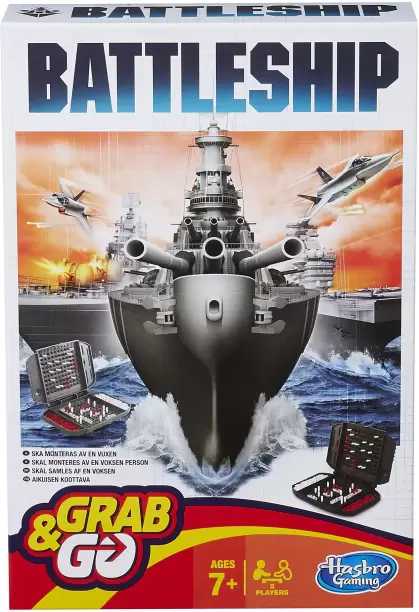 BATTLESHIP
SKA MONTERAS AV EN VUXEN
SKAL MONTERES AV EN VOKSEN PERSON
SKAL SAMLES AF EN VOKSEN
AIKUISEN KOOTTAVA
GRAB
& GO
AGES
7+
2
PLAYERS
Hasbro
Gaming